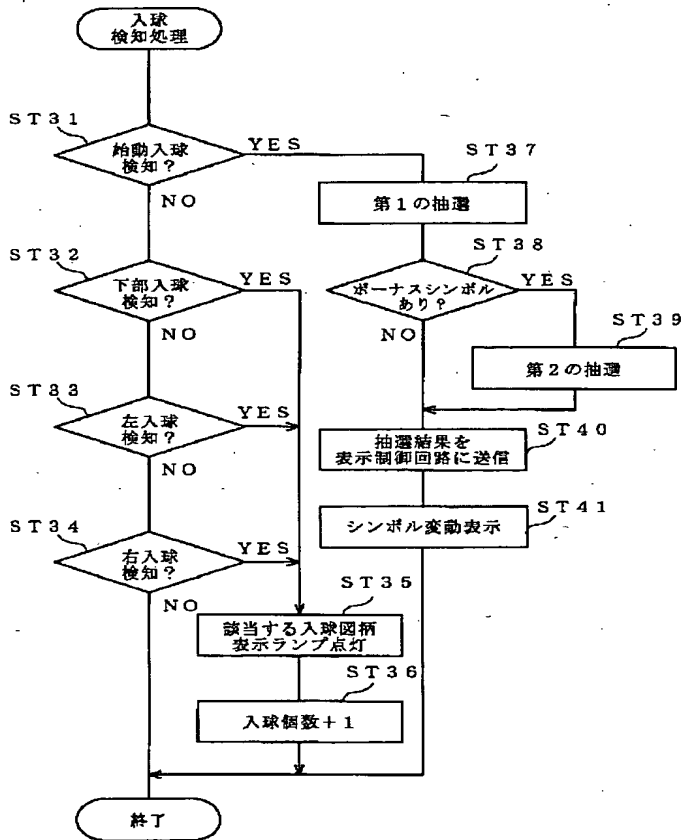 入球
検知処理
ST31
始動入球
検知?
YES
NO
ST37
第1の抽選
ST32
下部入球
検知?
YES
NO
ST38
ボーナスシンボル
あり?
YES
NO
ST39
第2の抽選
ST33
左入球
検知?
YES
NO
ST40
抽選結果を
表示制御回路に送信
ST34
右入球
検知?
YES
NO
ST41
シンボル変動表示
ST35
該当する入球図柄
表示ランプ点灯
ST36
入球個数+1
終了